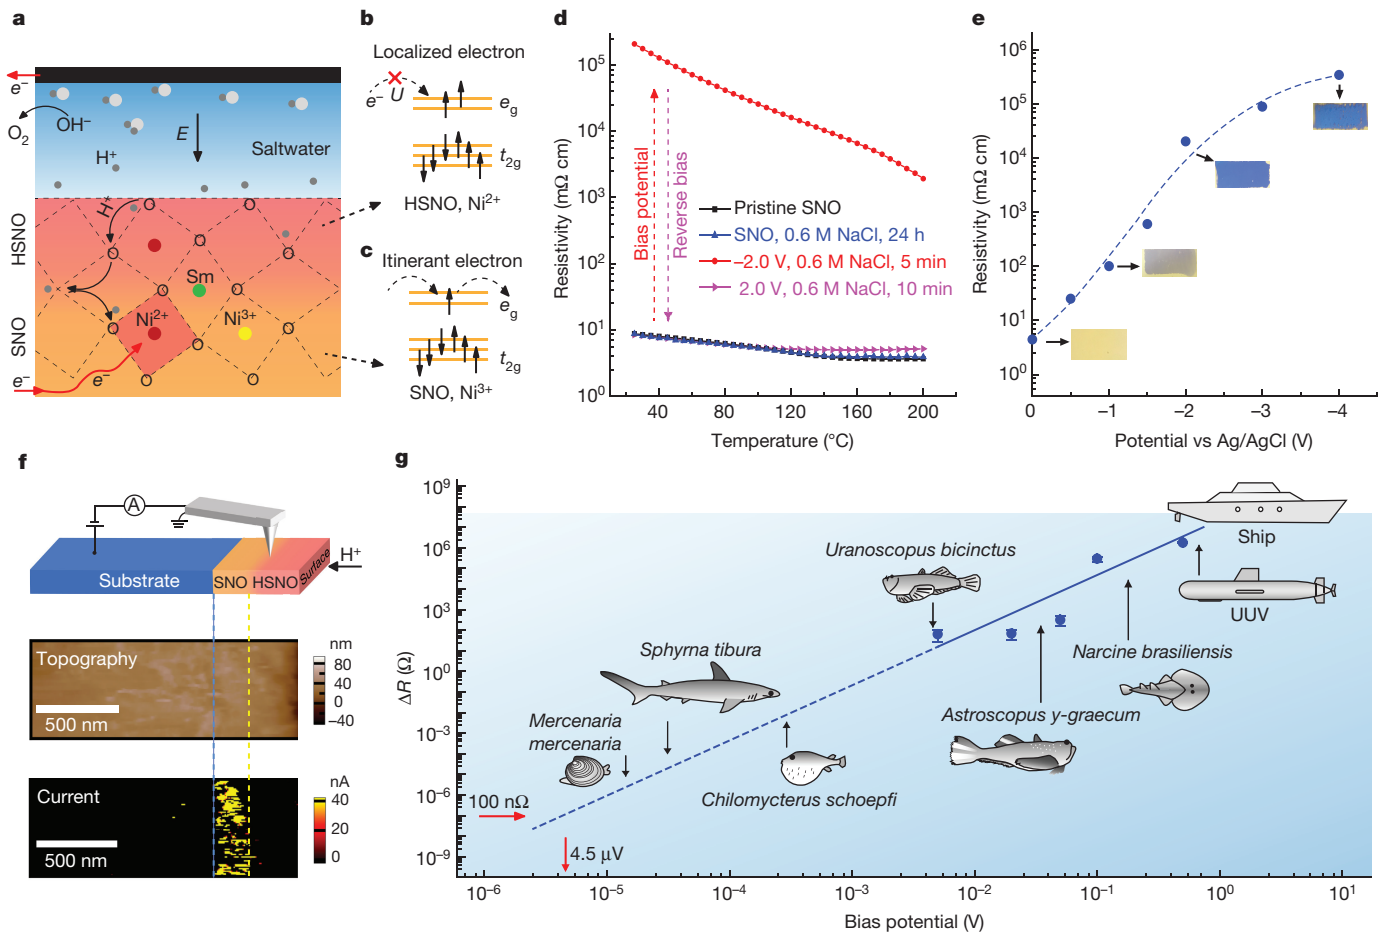 a
e⁻
O₂
OH⁻
E
H⁺
Saltwater
HSNO
SNO
H⁺
O
O
O
O
O
O
O
O
O
Sm
Ni²⁺
Ni³⁺
e⁻
e⁻
b
Localized electron
e⁻
U
e_g
t_2g
HSNO, Ni²⁺
c
Itinerant electron
e_g
t_2g
SNO, Ni³⁺
d
Resistivity (mΩ cm)
10⁵
10⁴
10¹
10⁰
Bias potential
Reverse bias
Pristine SNO
SNO, 0.6 M NaCl, 24 h
–2.0 V, 0.6 M NaCl, 5 min
2.0 V, 0.6 M NaCl, 10 min
40 80 120 160 200
Temperature (°C)
e
Resistivity (mΩ cm)
10⁶
10⁵
10⁴
10³
10²
10¹
10⁰
0 –1 –2 –3 –4
Potential vs Ag/AgCl (V)
f
A
H⁺
Substrate
SNO
HSNO
Surface
Topography
500 nm
nm
80
40
0
–40
Current
500 nm
nA
40
20
0
g
ΔR (Ω)
10⁹
10⁶
10³
10⁰
10⁻³
10⁻⁶
10⁻⁹
Ship
UUV
Uranoscopus bicinctus
Narcine brasiliensis
Sphyrna tibura
Astroscopus y-graecum
Mercenaria
mercenaria
Chilomycterus schoepfi
100 nΩ
4.5 μV
10⁻⁶ 10⁻⁵ 10⁻⁴ 10⁻³ 10⁻² 10⁻¹ 10⁰ 10¹
Bias potential (V)